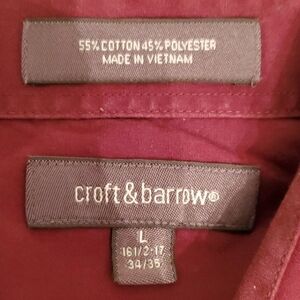 55% COTTON 45% POLYESTER
MADE IN VIETNAM
croft&barrow®
L
16 1/2-17
34/35